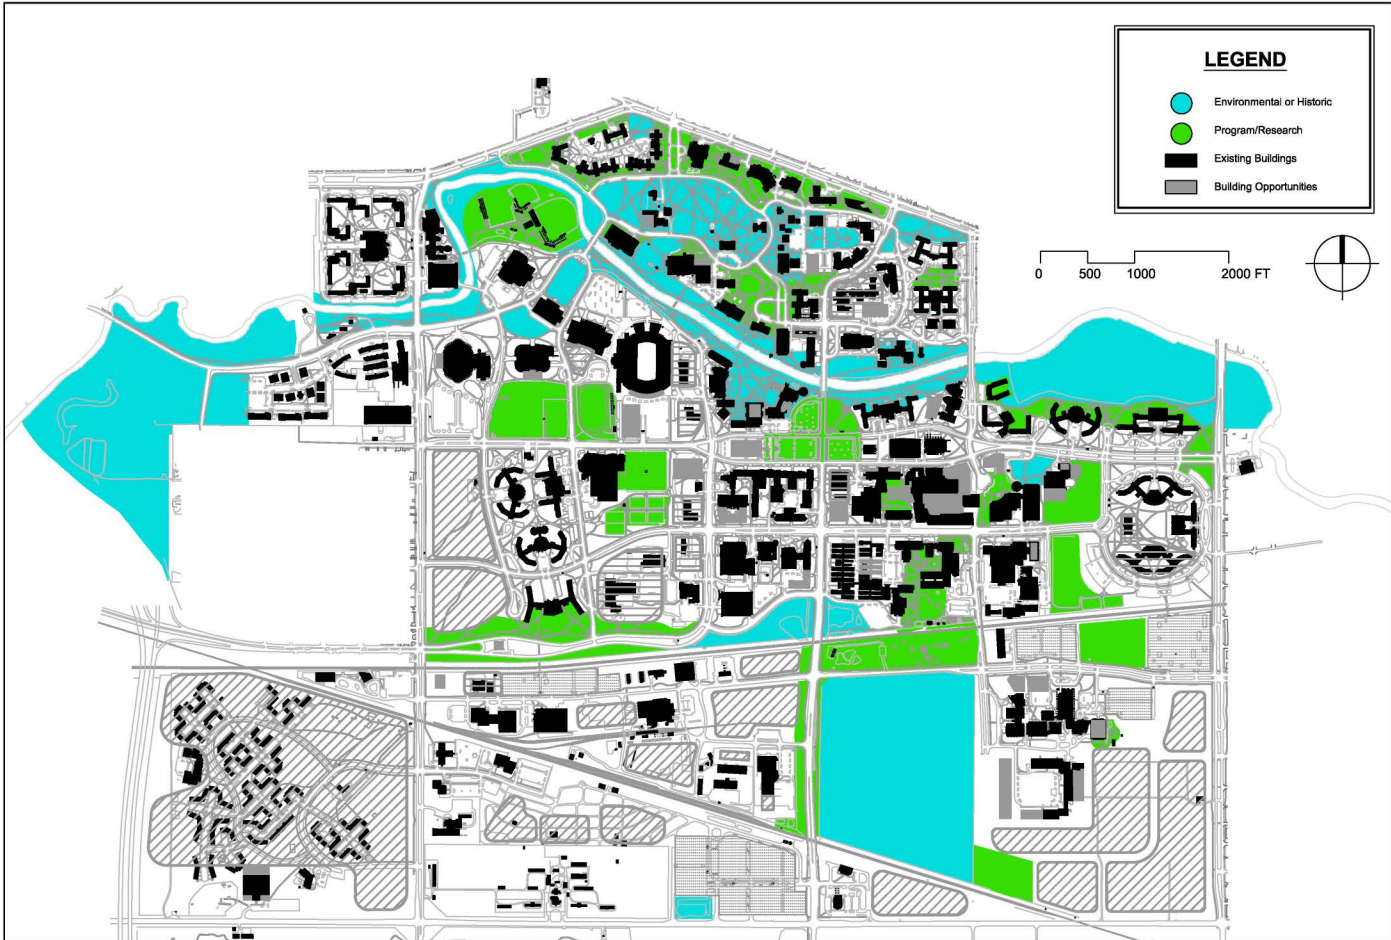 LEGEND
Environmental or Historic
Program/Research
Existing Buildings
Building Opportunities
0 500 1000 2000 FT